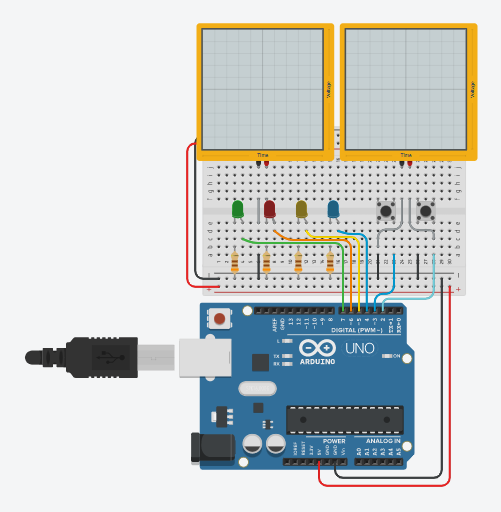 Voltage
Voltage
Time
Time
AREF
GND
13
12
~11
~10
~9
8
7
~6
~5
4
~3
2
TX→1
RX←0
DIGITAL (PWM~)
L
TX
RX
UNO
ON
ARDUINO
POWER
ANALOG IN
IOREF
RESET
3.3V
5V
GND
GND
Vin
A0
A1
A2
A3
A4
A5